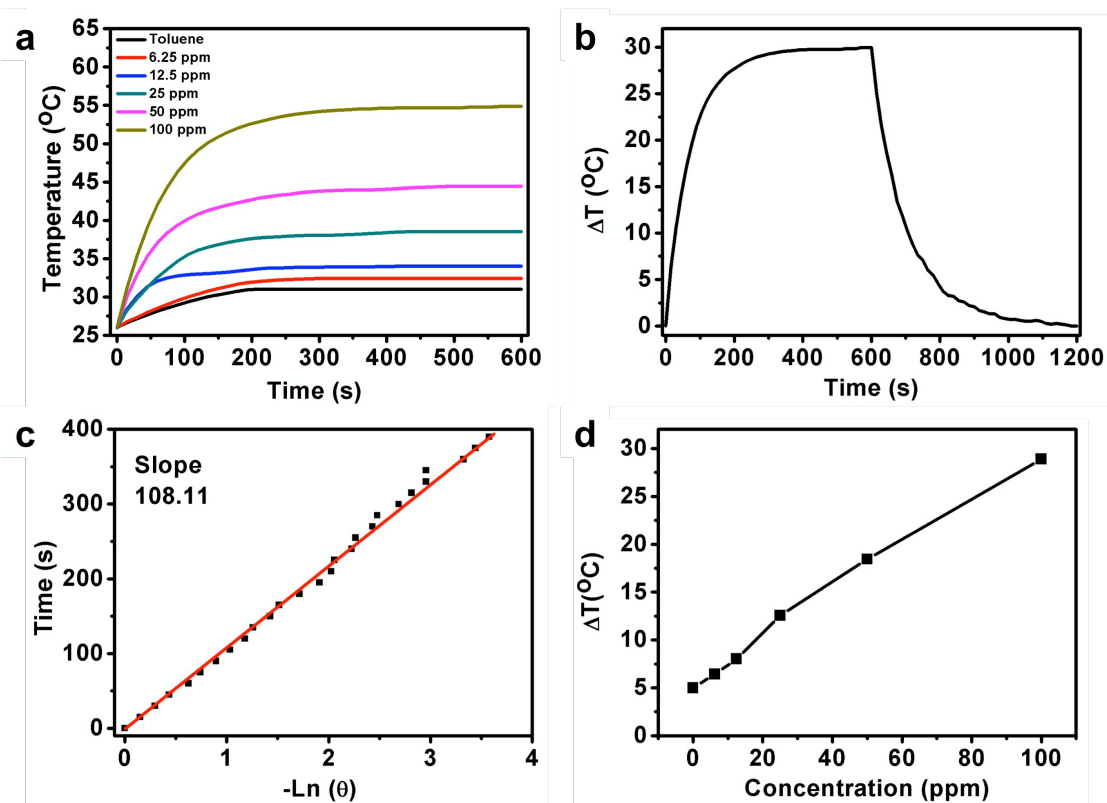 a
65
60
55
50
45
40
35
30
25
Temperature (°C)
Toluene
6.25 ppm
12.5 ppm
25 ppm
50 ppm
100 ppm
0 100 200 300 400 500 600
Time (s)
b
30
25
20
15
10
5
0
ΔT (°C)
0 200 400 600 800 1000 1200
Time (s)
c
400
300
200
100
0
Time (s)
Slope
108.11
0 1 2 3 4
-Ln (θ)
d
30
25
20
15
10
5
0
ΔT(°C)
0 20 40 60 80 100
Concentration (ppm)